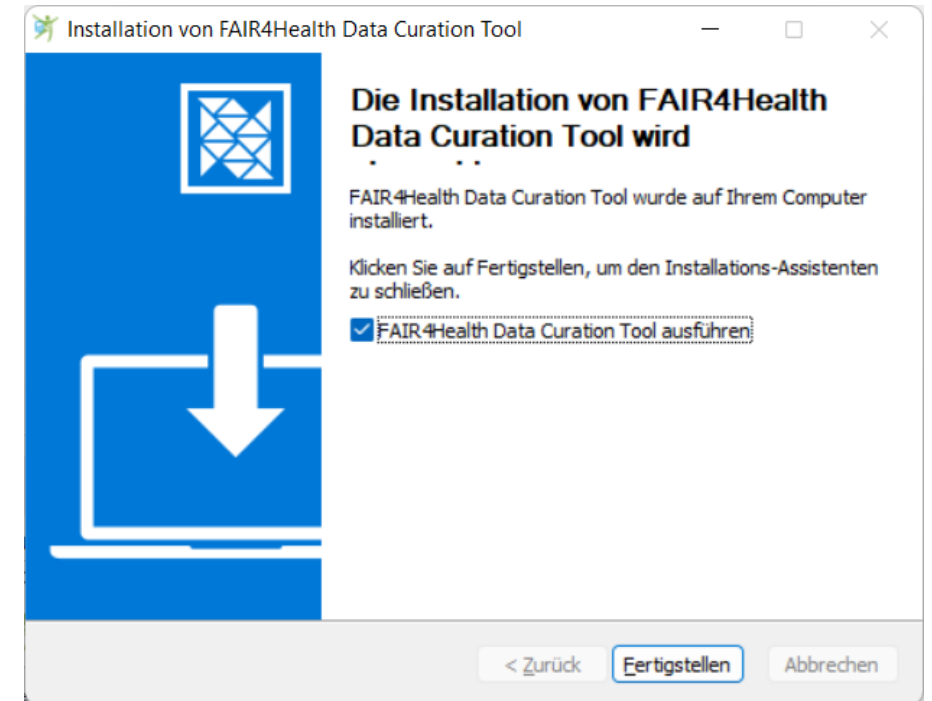 Installation von FAIR4Health Data Curation Tool
Die Installation von FAIR4Health
Data Curation Tool wird
FAIR4Health Data Curation Tool wurde auf Ihrem Computer
installiert.
Klicken Sie auf Fertigstellen, um den Installations-Assistenten
zu schließen.
FAIR4Health Data Curation Tool ausführen
< Zurück
Fertigstellen
Abbrechen